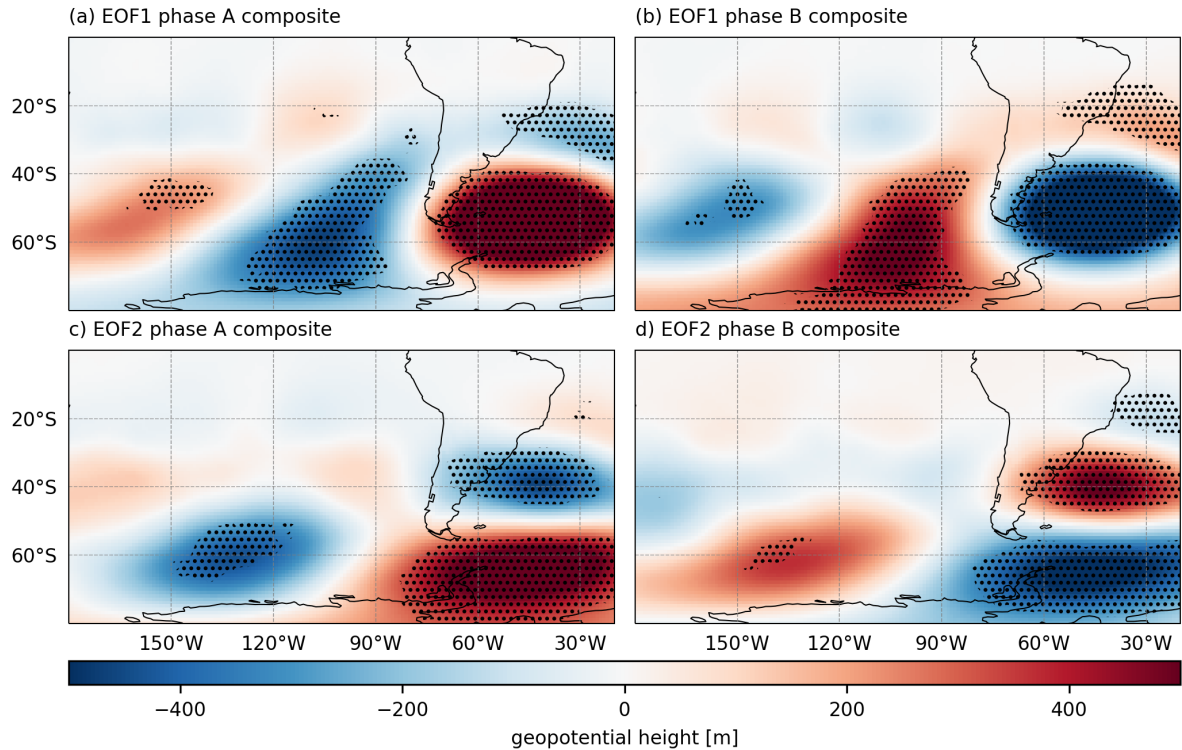 (a) EOF1 phase A composite
(b) EOF1 phase B composite
20°S
40°S
60°S
c) EOF2 phase A composite
d) EOF2 phase B composite
20°S
40°S
60°S
150°W 120°W 90°W 60°W 30°W
150°W 120°W 90°W 60°W 30°W
−400 −200 0 200 400
geopotential height [m]